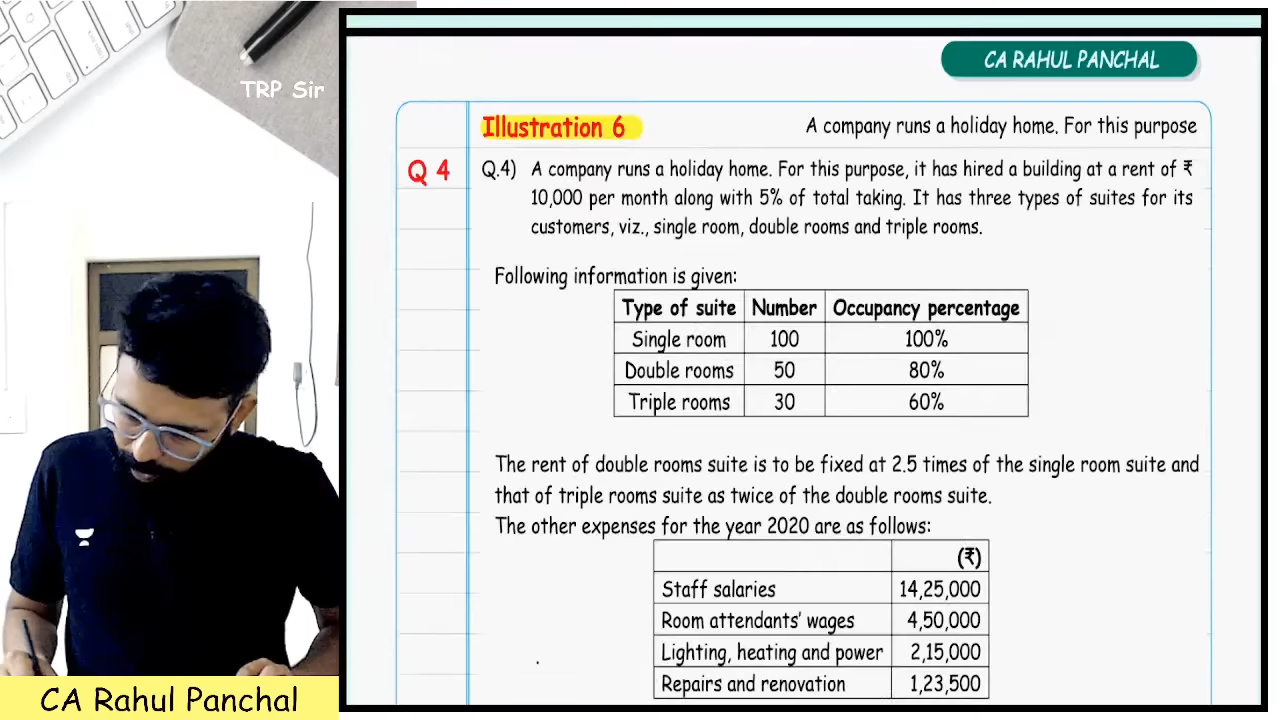 TRP Sir
CA RAHUL PANCHAL
Illustration 6
A company runs a holiday home. For this purpose
Q 4
Q.4) A company runs a holiday home. For this purpose, it has hired a building at a rent of ₹
10,000 per month along with 5% of total taking. It has three types of suites for its
customers, viz., single room, double rooms and triple rooms.
Following information is given:
Type of suite Number Occupancy percentage
Single room 100 100%
Double rooms 50 80%
Triple rooms 30 60%
The rent of double rooms suite is to be fixed at 2.5 times of the single room suite and
that of triple rooms suite as twice of the double rooms suite.
The other expenses for the year 2020 are as follows:
(₹)
Staff salaries 14,25,000
Room attendants' wages 4,50,000
Lighting, heating and power 2,15,000
Repairs and renovation 1,23,500
CA Rahul Panchal